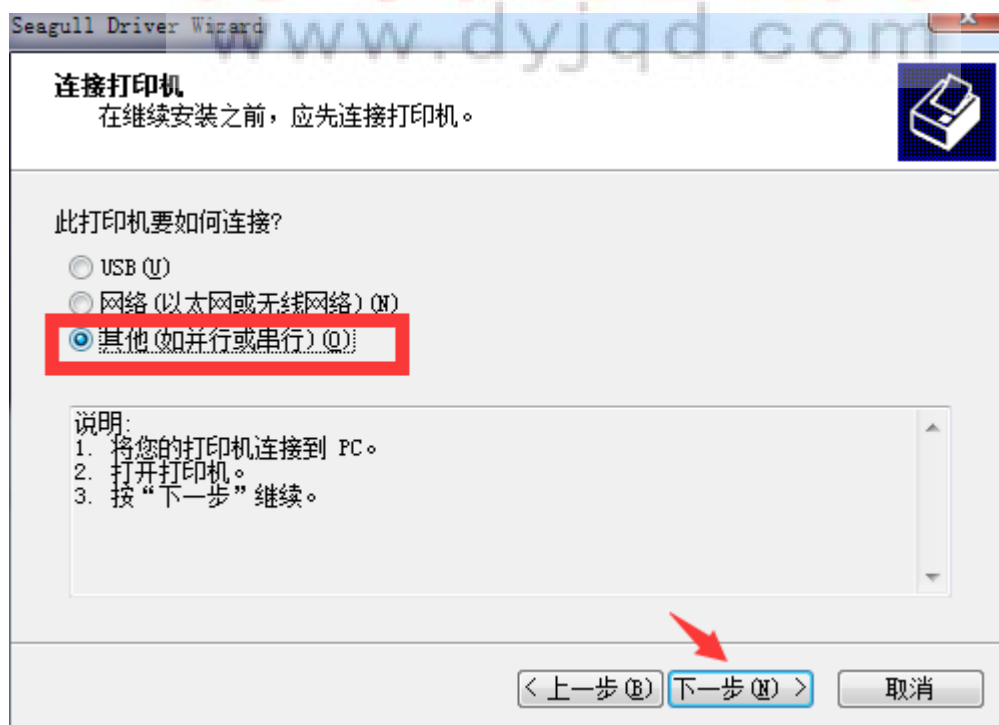 www.dyjqd.com
Seagull Driver Wizard
连接打印机
在继续安装之前，应先连接打印机。
此打印机要如何连接?
USB(U)
网络(以太网或无线网络)(N)
其他(如并行或串行)(O)
说明:
1. 将您的打印机连接到 PC。
2. 打开打印机。
3. 按“下一步”继续。
< 上一步(B)
下一步(N) >
取消